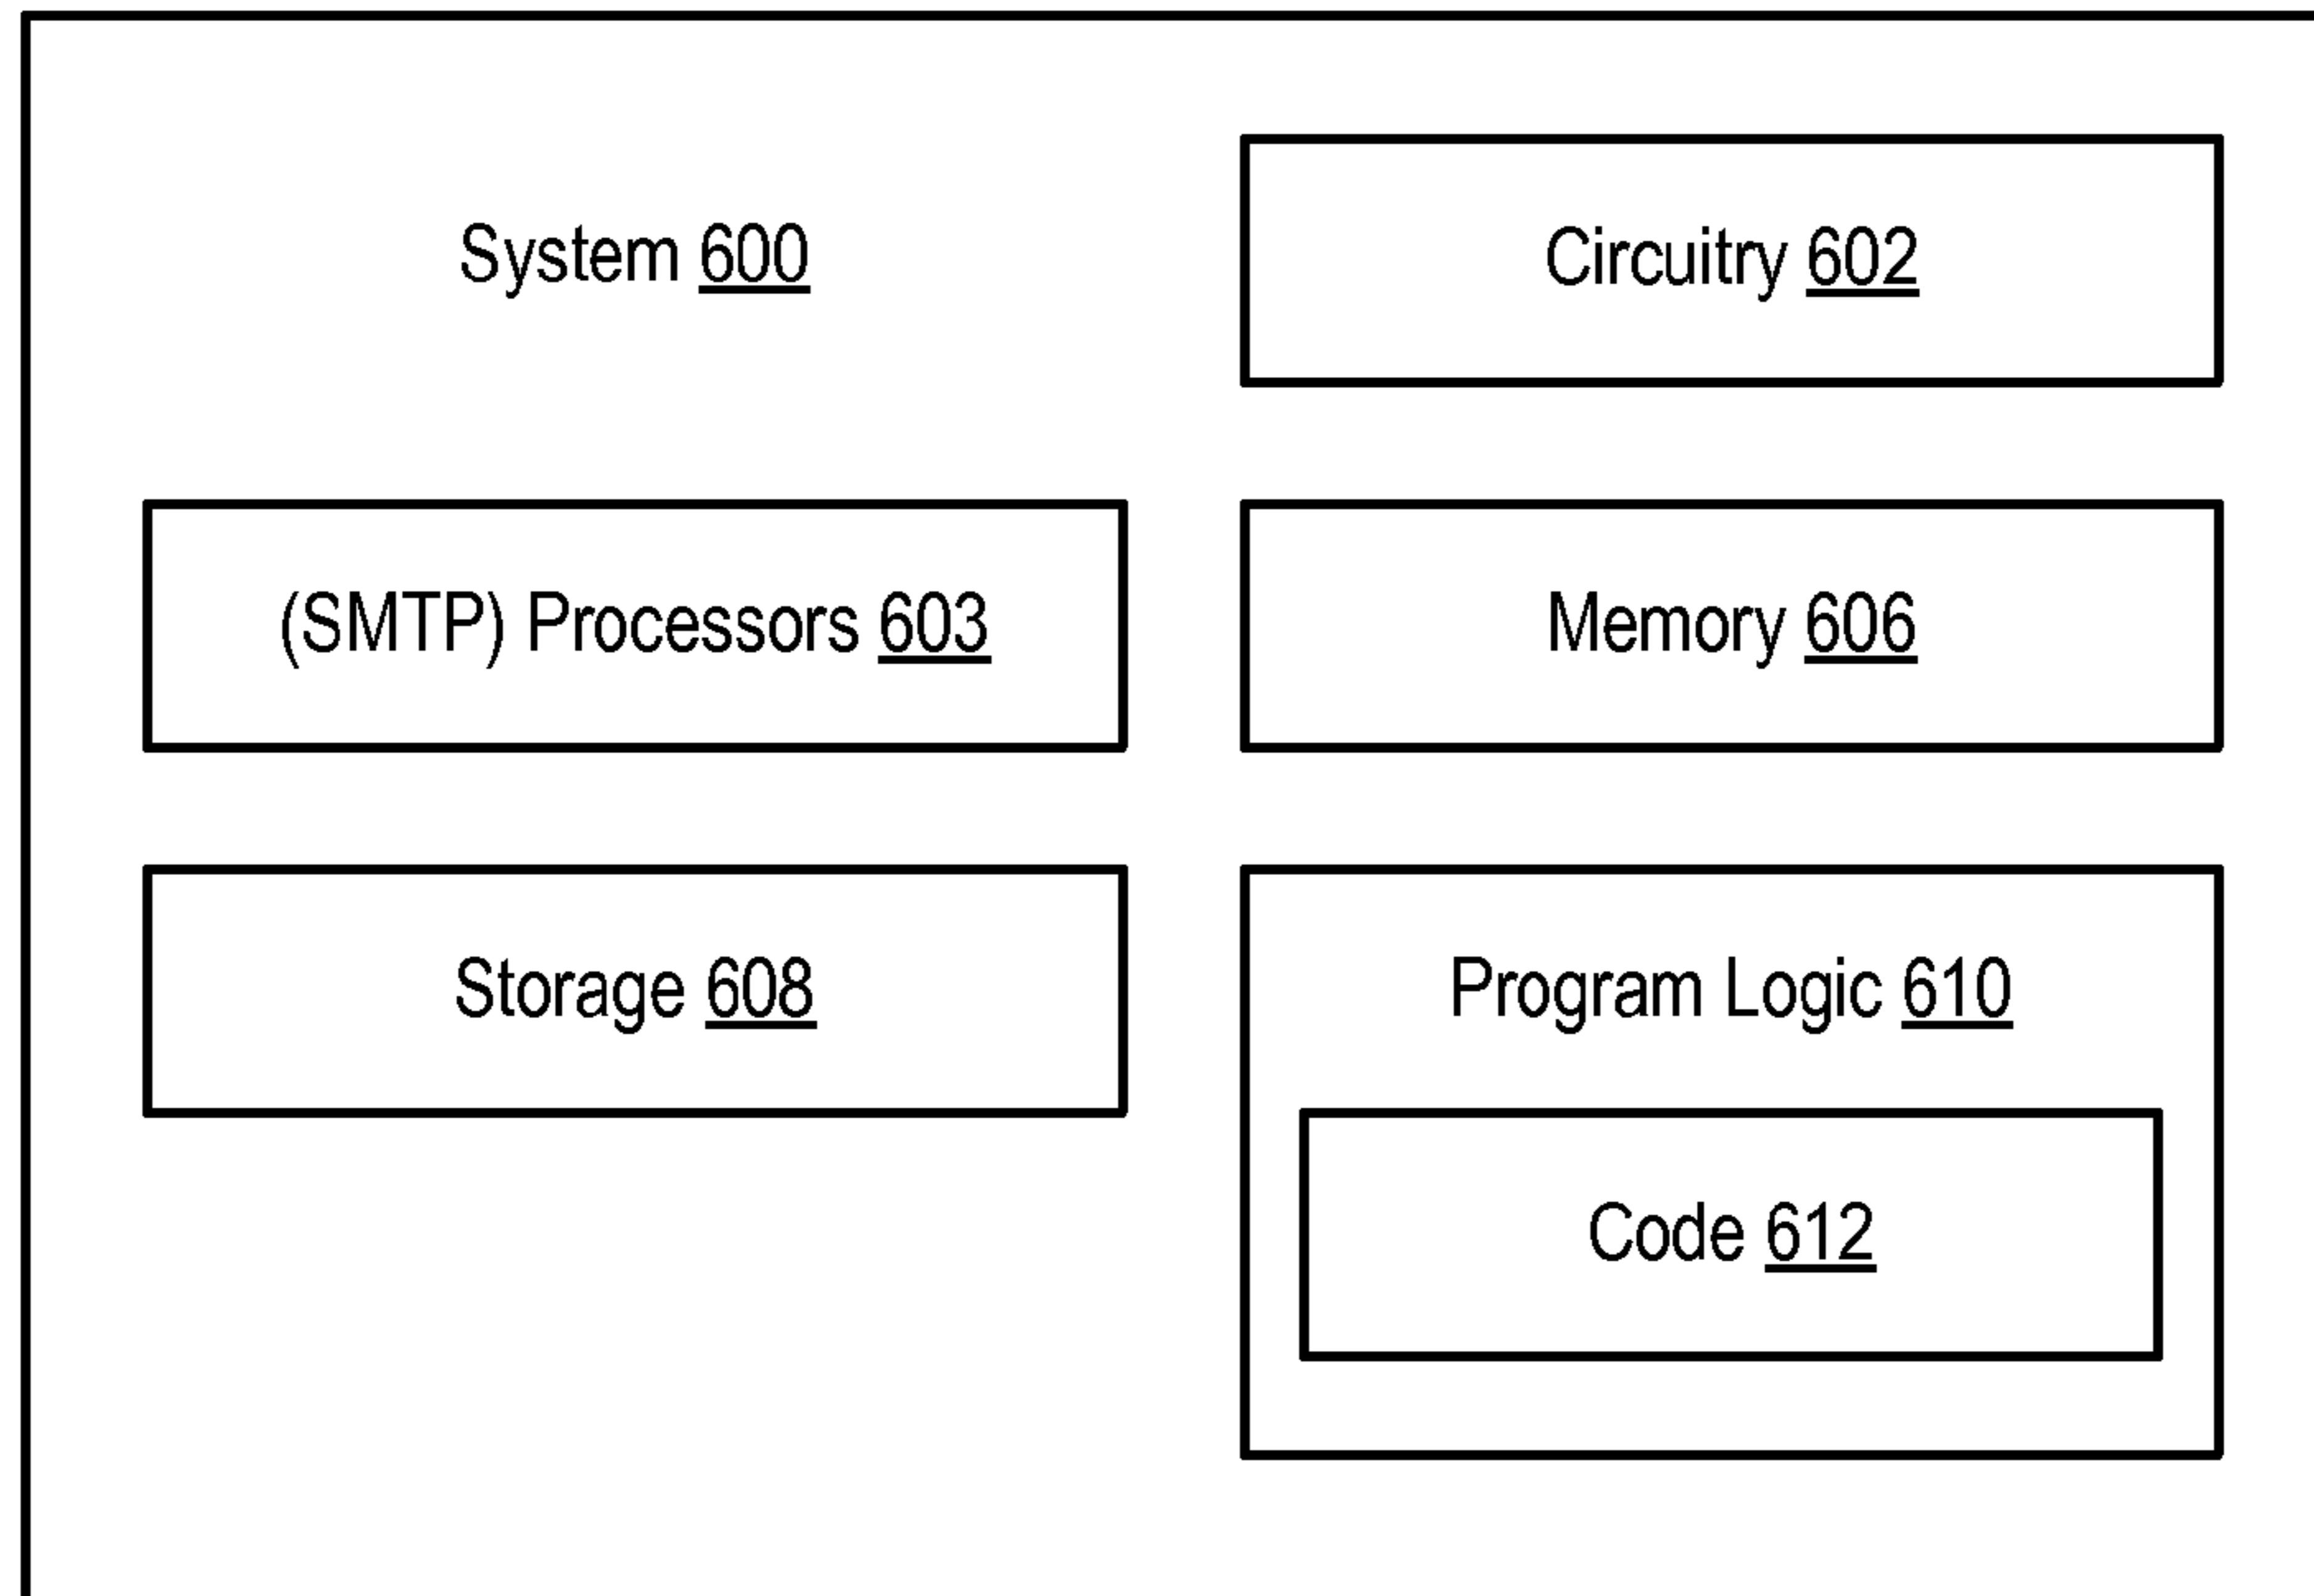 System 600
Circuitry 602
(SMTP) Processors 603
Memory 606
Storage 608
Program Logic 610
Code 612